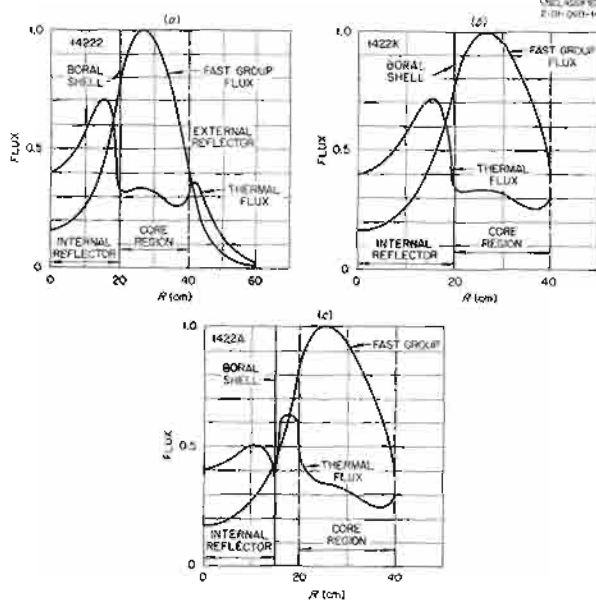 UNCLASSIFIED
(a)
14222
BORAL
SHELL
FAST GROUP
FLUX
EXTERNAL
REFLECTOR
THERMAL
FLUX
INTERNAL
REFLECTOR
CORE
REGION
FLUX
1.0
0.5
0
0
20
40
60
R (cm)
(b)
1422K
BORAL
SHELL
FAST GROUP
FLUX
THERMAL
FLUX
INTERNAL
REFLECTOR
CORE
REGION
FLUX
1.0
0.5
0
0
20
40
R (cm)
(c)
1422A
BORAL
SHELL
FAST GROUP
THERMAL
FLUX
INTERNAL
REFLECTOR
CORE
REGION
FLUX
1.0
0.5
0
0
20
40
R (cm)